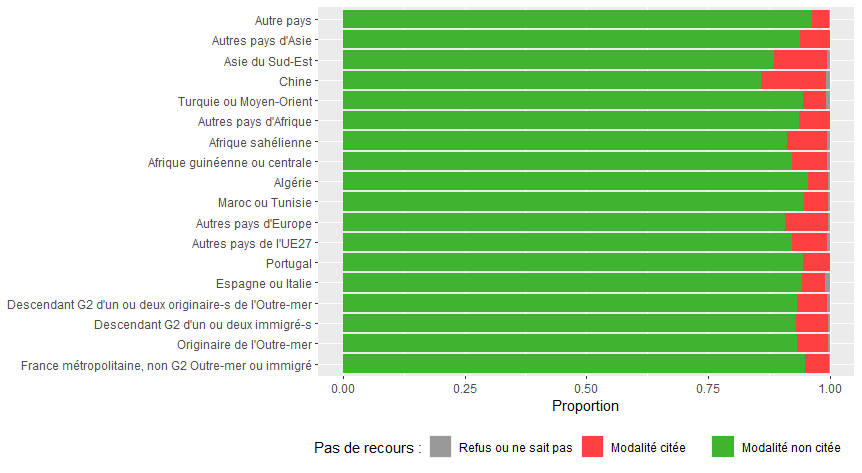 Autre pays
Autres pays d'Asie
Asie du Sud-Est
Chine
Turquie ou Moyen-Orient
Autres pays d'Afrique
Afrique sahélienne
Afrique guinéenne ou centrale
Algérie
Maroc ou Tunisie
Autres pays d'Europe
Autres pays de l'UE27
Portugal
Espagne ou Italie
Descendant G2 d'un ou deux originaire-s de l'Outre-mer
Descendant G2 d'un ou deux immigré-s
Originaire de l'Outre-mer
France métropolitaine, non G2 Outre-mer ou immigré
0.00 0.25 0.50 0.75 1.00
Proportion
Pas de recours : Refus ou ne sait pas Modalité citée Modalité non citée